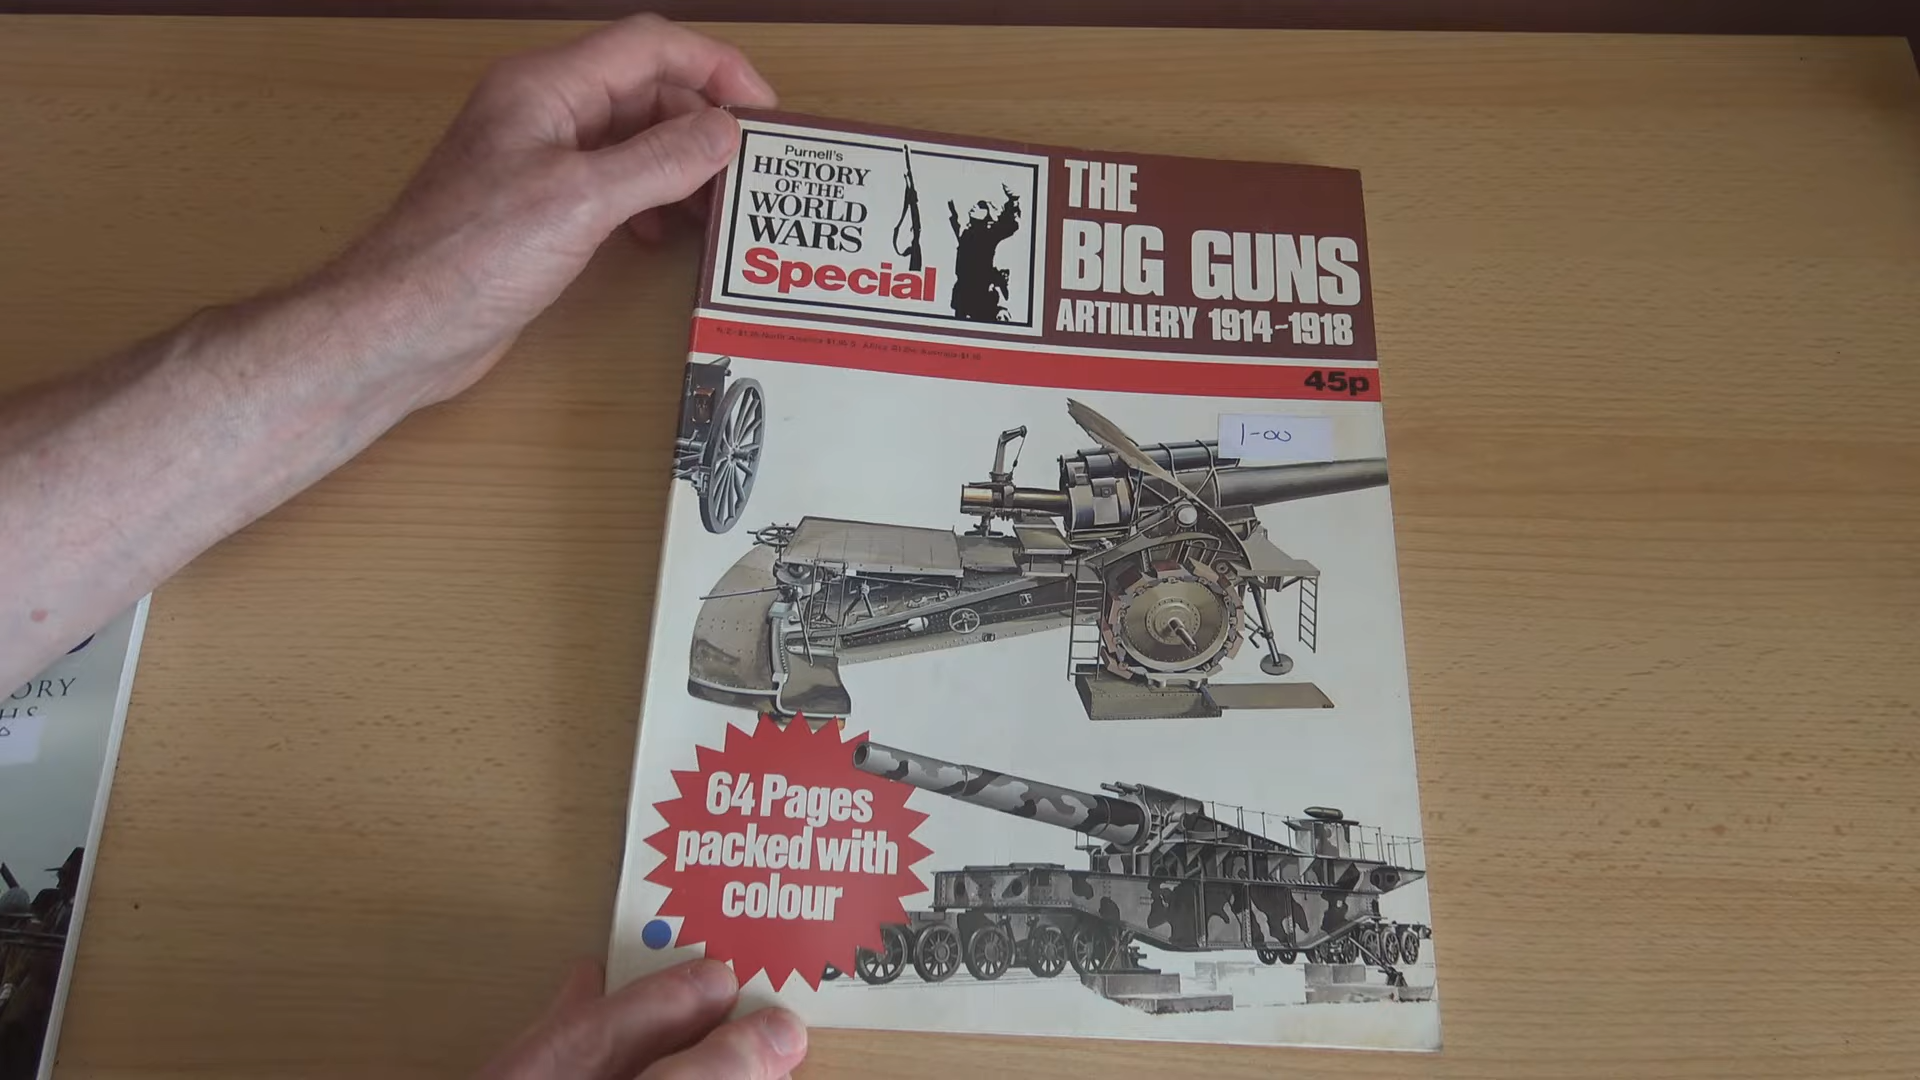 Purnell's
HISTORY
OF THE
WORLD
WARS
Special
THE
BIG GUNS
ARTILLERY 1914-1918
45p
1-00
64 Pages
packed with
colour
ORY